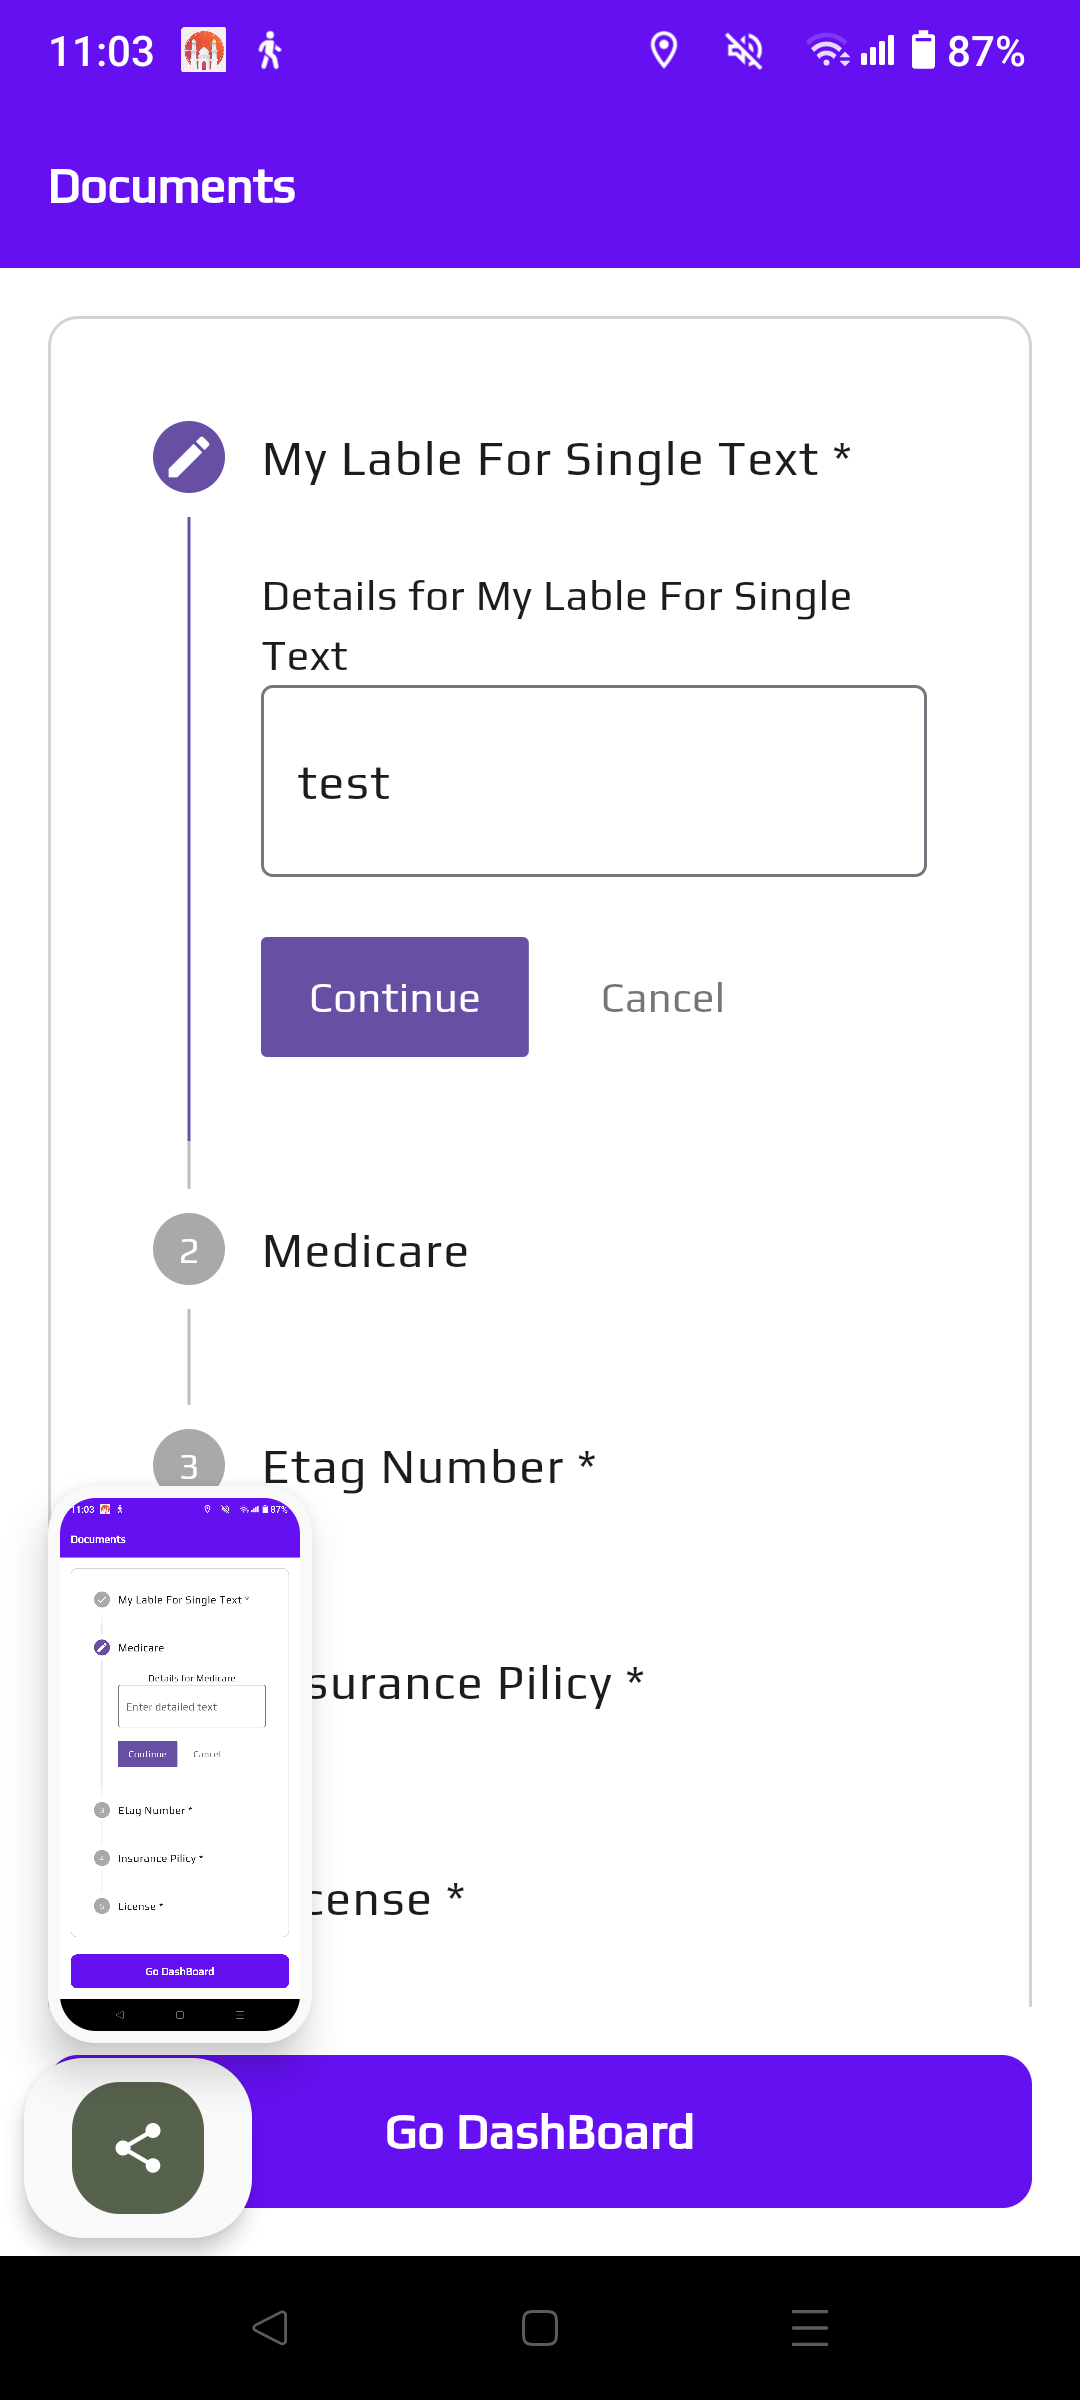 11:03
87%
Documents
My Lable For Single Text *
Details for My Lable For Single
Text
test
Continue Cancel
2 Medicare
3 Etag Number *
surance Pilicy *
cense *
11:03
87%
Documents
My Lable For Single Text *
Medicare
Details for Medicare
Enter detailed text
Continue Cancel
3 Etag Number *
4 Insurance Pilicy *
5 License *
Go DashBoard
Go DashBoard